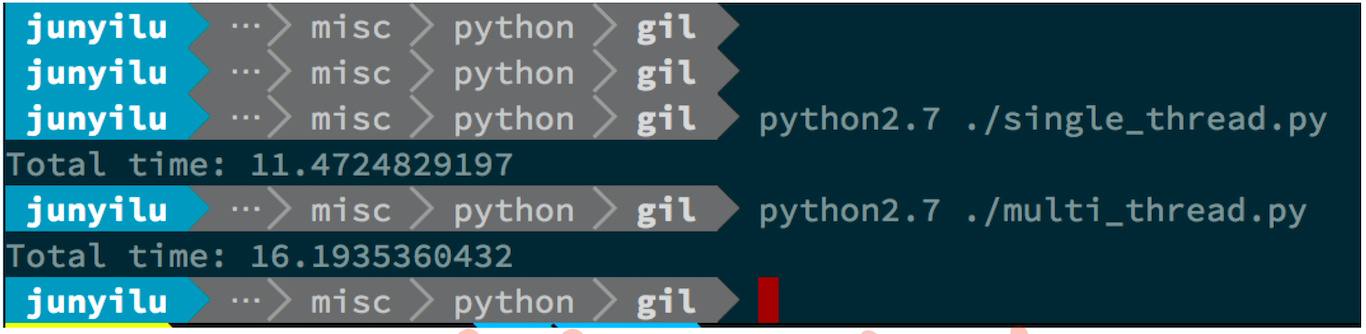 junyilu ··· misc python gil
junyilu ··· misc python gil
junyilu ··· misc python gil python2.7 ./single_thread.py
Total time: 11.4724829197
junyilu ··· misc python gil python2.7 ./multi_thread.py
Total time: 16.1935360432
junyilu ··· misc python gil